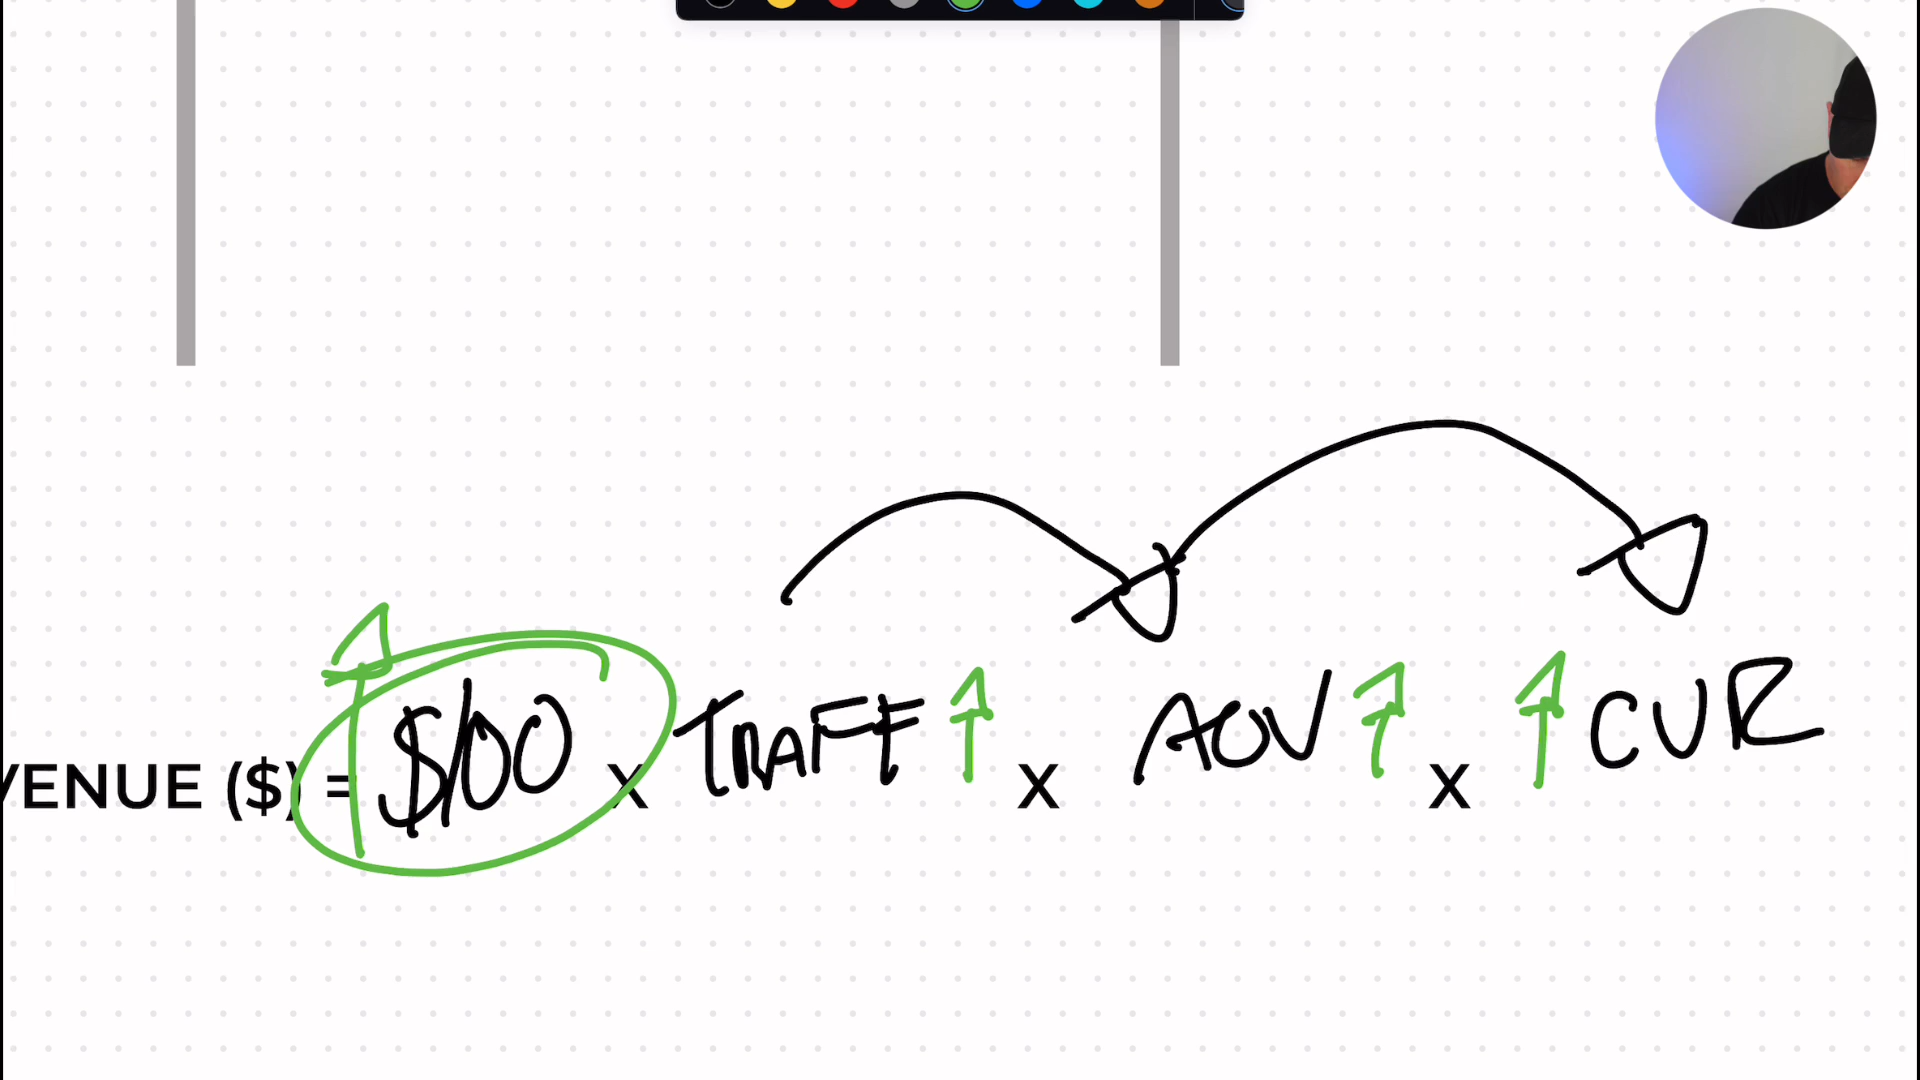 VENUE ($) = $100 x TRAFF x AOV x CVR